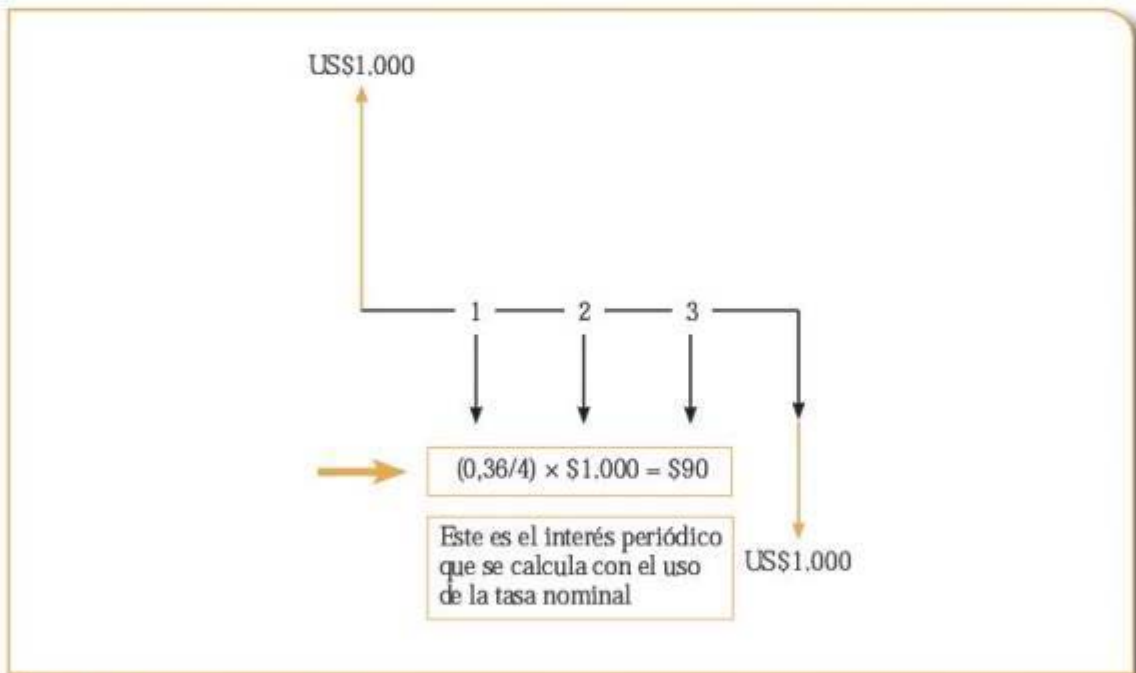 US$1.000
1 2 3
(0,36/4) × $1.000 = $90
Este es el interés periódico
que se calcula con el uso
de la tasa nominal
US$1.000